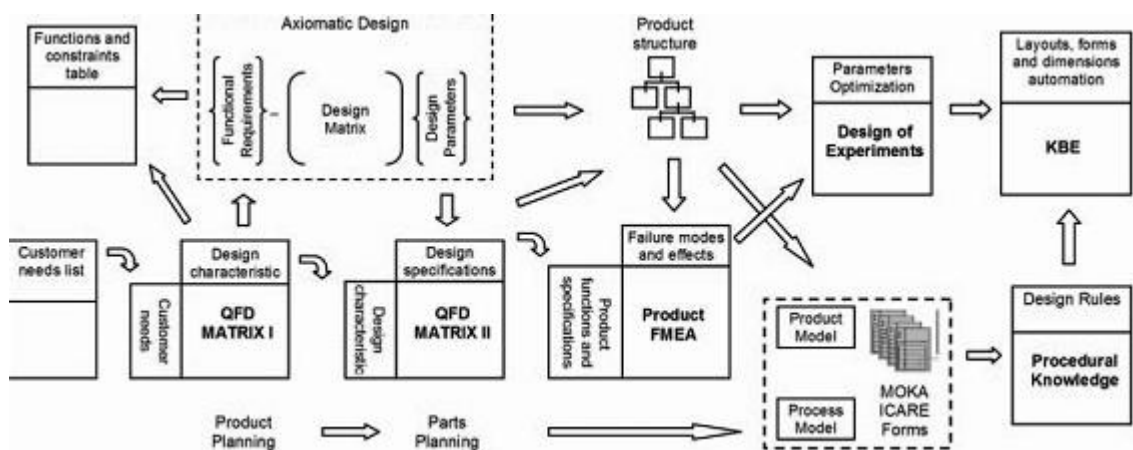 Axiomatic Design
Functions and
constraints
table
Functional
Requirements
–
Design
Matrix
Design
Parameters
Product
structure
Parameters
Optimization
Design of
Experiments
Layouts, forms
and dimensions
automation
KBE
Customer
needs list
Customer
needs
Design
characteristic
QFD
MATRIX I
Design
characteristic
Design
specifications
QFD
MATRIX II
Product
functions and
specifications
Failure modes
and effects
Product
FMEA
Product
Model
Process
Model
MOKA
ICARE
Forms
Design Rules
Procedural
Knowledge
Product
Planning
Parts
Planning